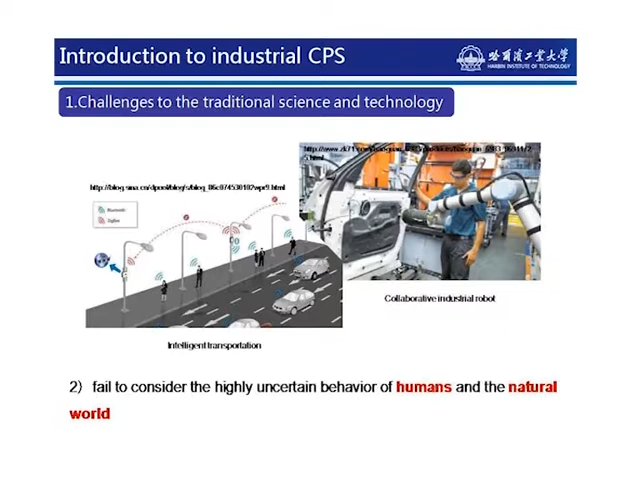 Introduction to industrial CPS
哈爾濱工業大學
HARBIN INSTITUTE OF TECHNOLOGY
1.Challenges to the traditional science and technology
Collaborative industrial robot
Intelligent transportation
2) fail to consider the highly uncertain behavior of humans and the natural
world